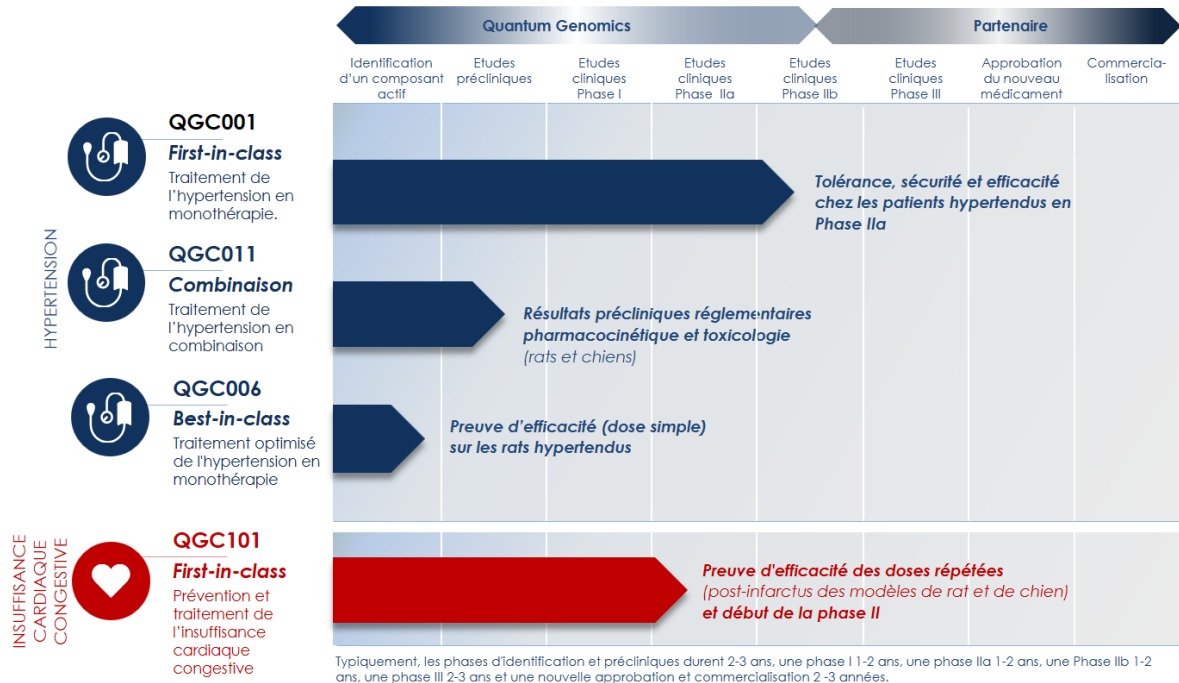 Quantum Genomics
Partenaire
Identification
d'un composant
actif
Etudes
précliniques
Etudes
cliniques
Phase I
Etudes
cliniques
Phase IIa
Etudes
cliniques
Phase IIb
Etudes
cliniques
Phase III
Approbation
du nouveau
médicament
Commercia-
lisation
HYPERTENSION
QGC001
First-in-class
Traitement de
l'hypertension en
monothérapie.
Tolérance, sécurité et efficacité
chez les patients hypertendus en
Phase IIa
QGC011
Combinaison
Traitement de
l'hypertension en
combinaison
Résultats précliniques réglementaires
pharmacocinétique et toxicologie
(rats et chiens)
QGC006
Best-in-class
Traitement optimisé
de l'hypertension en
monothérapie
Preuve d'efficacité (dose simple)
sur les rats hypertendus
INSUFFISANCE
CARDIAQUE
CONGESTIVE
QGC101
First-in-class
Prévention et
traitement de
l'insuffisance
cardiaque
congestive
Preuve d'efficacité des doses répétées
(post-infarctus des modèles de rat et de chien)
et début de la phase II
Typiquement, les phases d'identification et précliniques durent 2-3 ans, une phase I 1-2 ans, une phase IIa 1-2 ans, une Phase IIb 1-2
ans, une phase III 2-3 ans et une nouvelle approbation et commercialisation 2 -3 années.